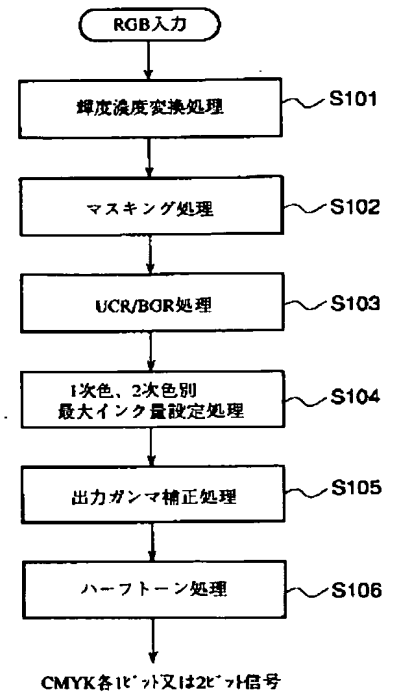 RGB入力
輝度濃度変換処理
S101
マスキング処理
S102
UCR/BGR処理
S103
1次色、2次色別
最大インク量設定処理
S104
出力ガンマ補正処理
S105
ハーフトーン処理
S106
CMYK各1ビット又は2ビット信号